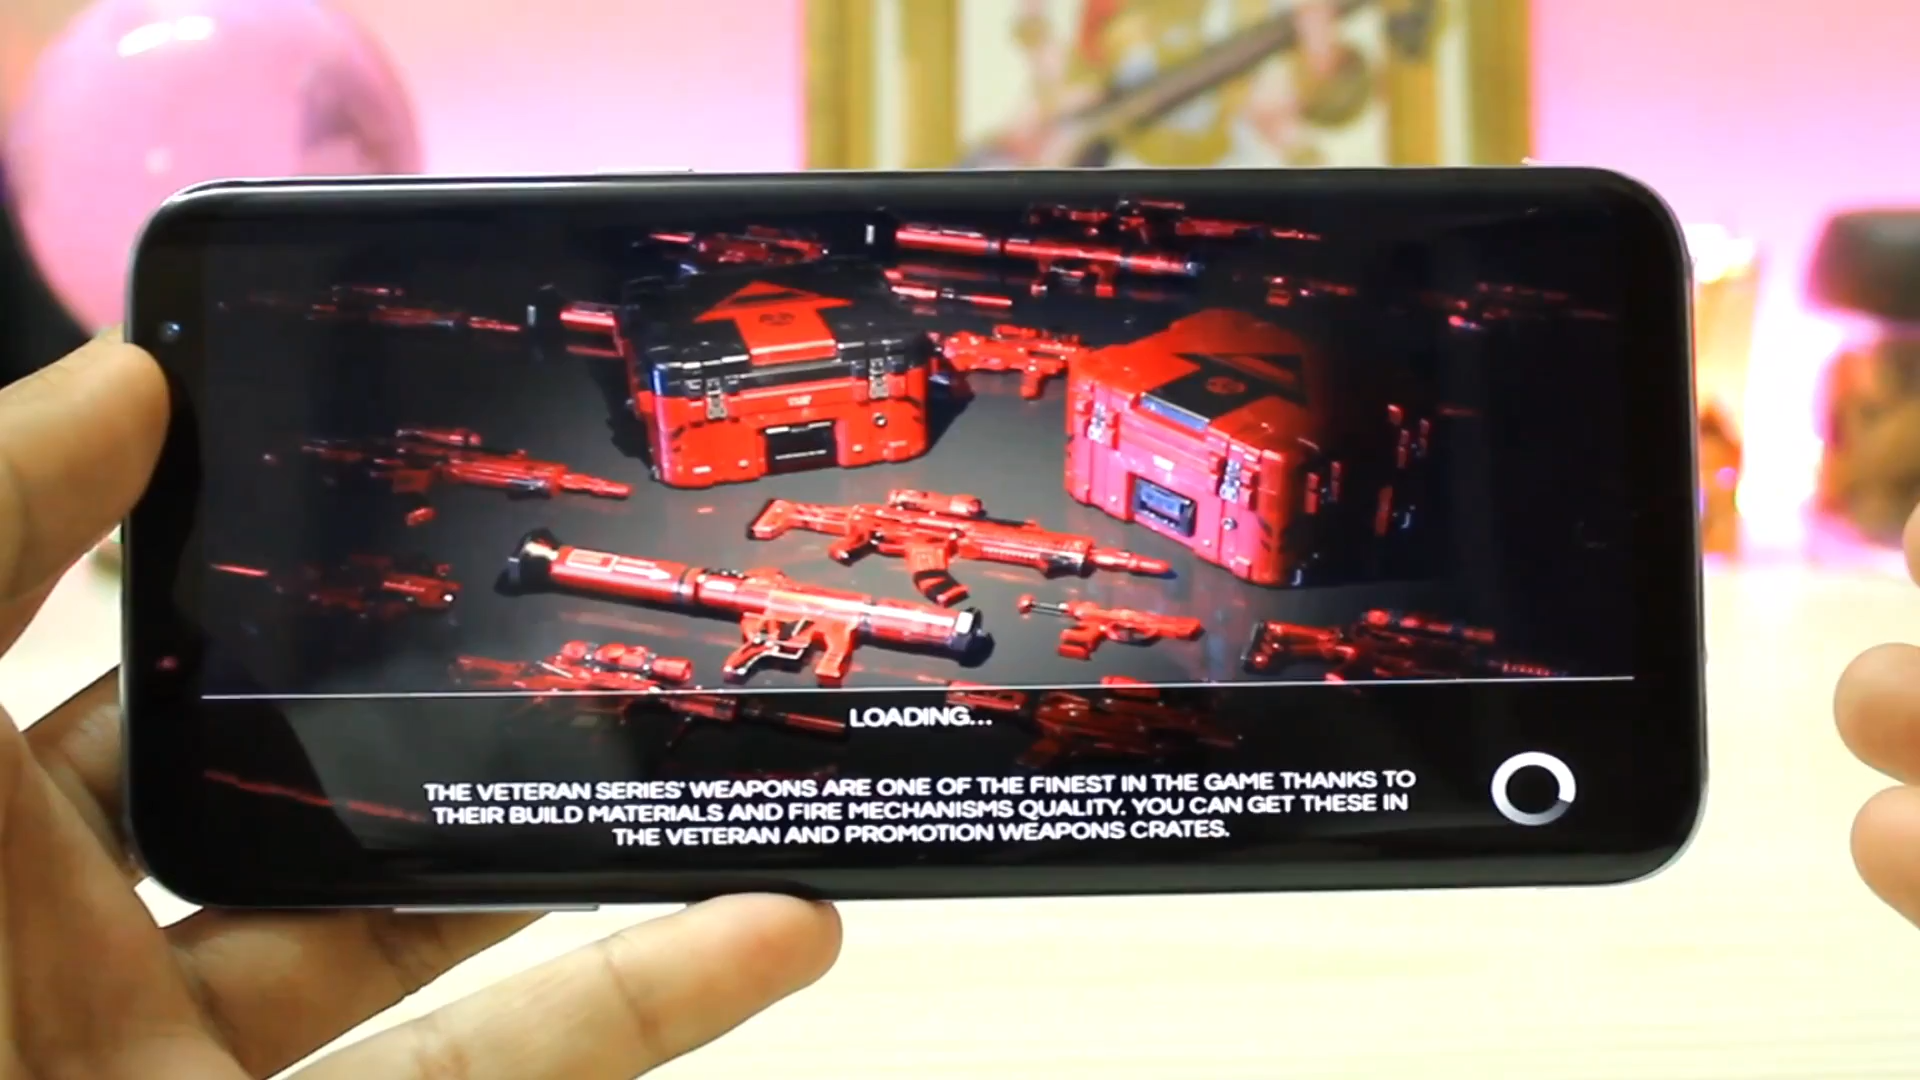 LOADING...
THE VETERAN SERIES' WEAPONS ARE ONE OF THE FINEST IN THE GAME THANKS TO
THEIR BUILD MATERIALS AND FIRE MECHANISMS QUALITY. YOU CAN GET THESE IN
THE VETERAN AND PROMOTION WEAPONS CRATES.